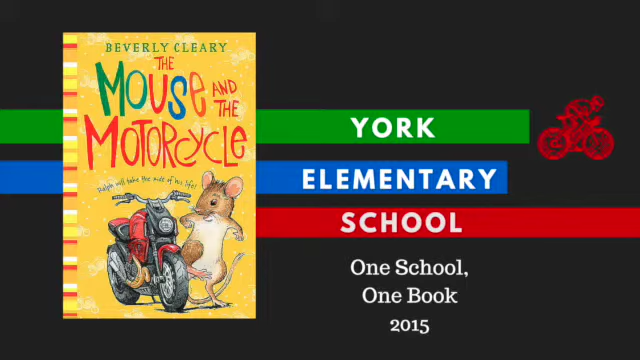 BEVERLY CLEARY
THE
MOUSE AND
THE
MOTORCYCLE
Ralph will take the ride of his life!
YORK
ELEMENTARY
SCHOOL
One School,
One Book
2015